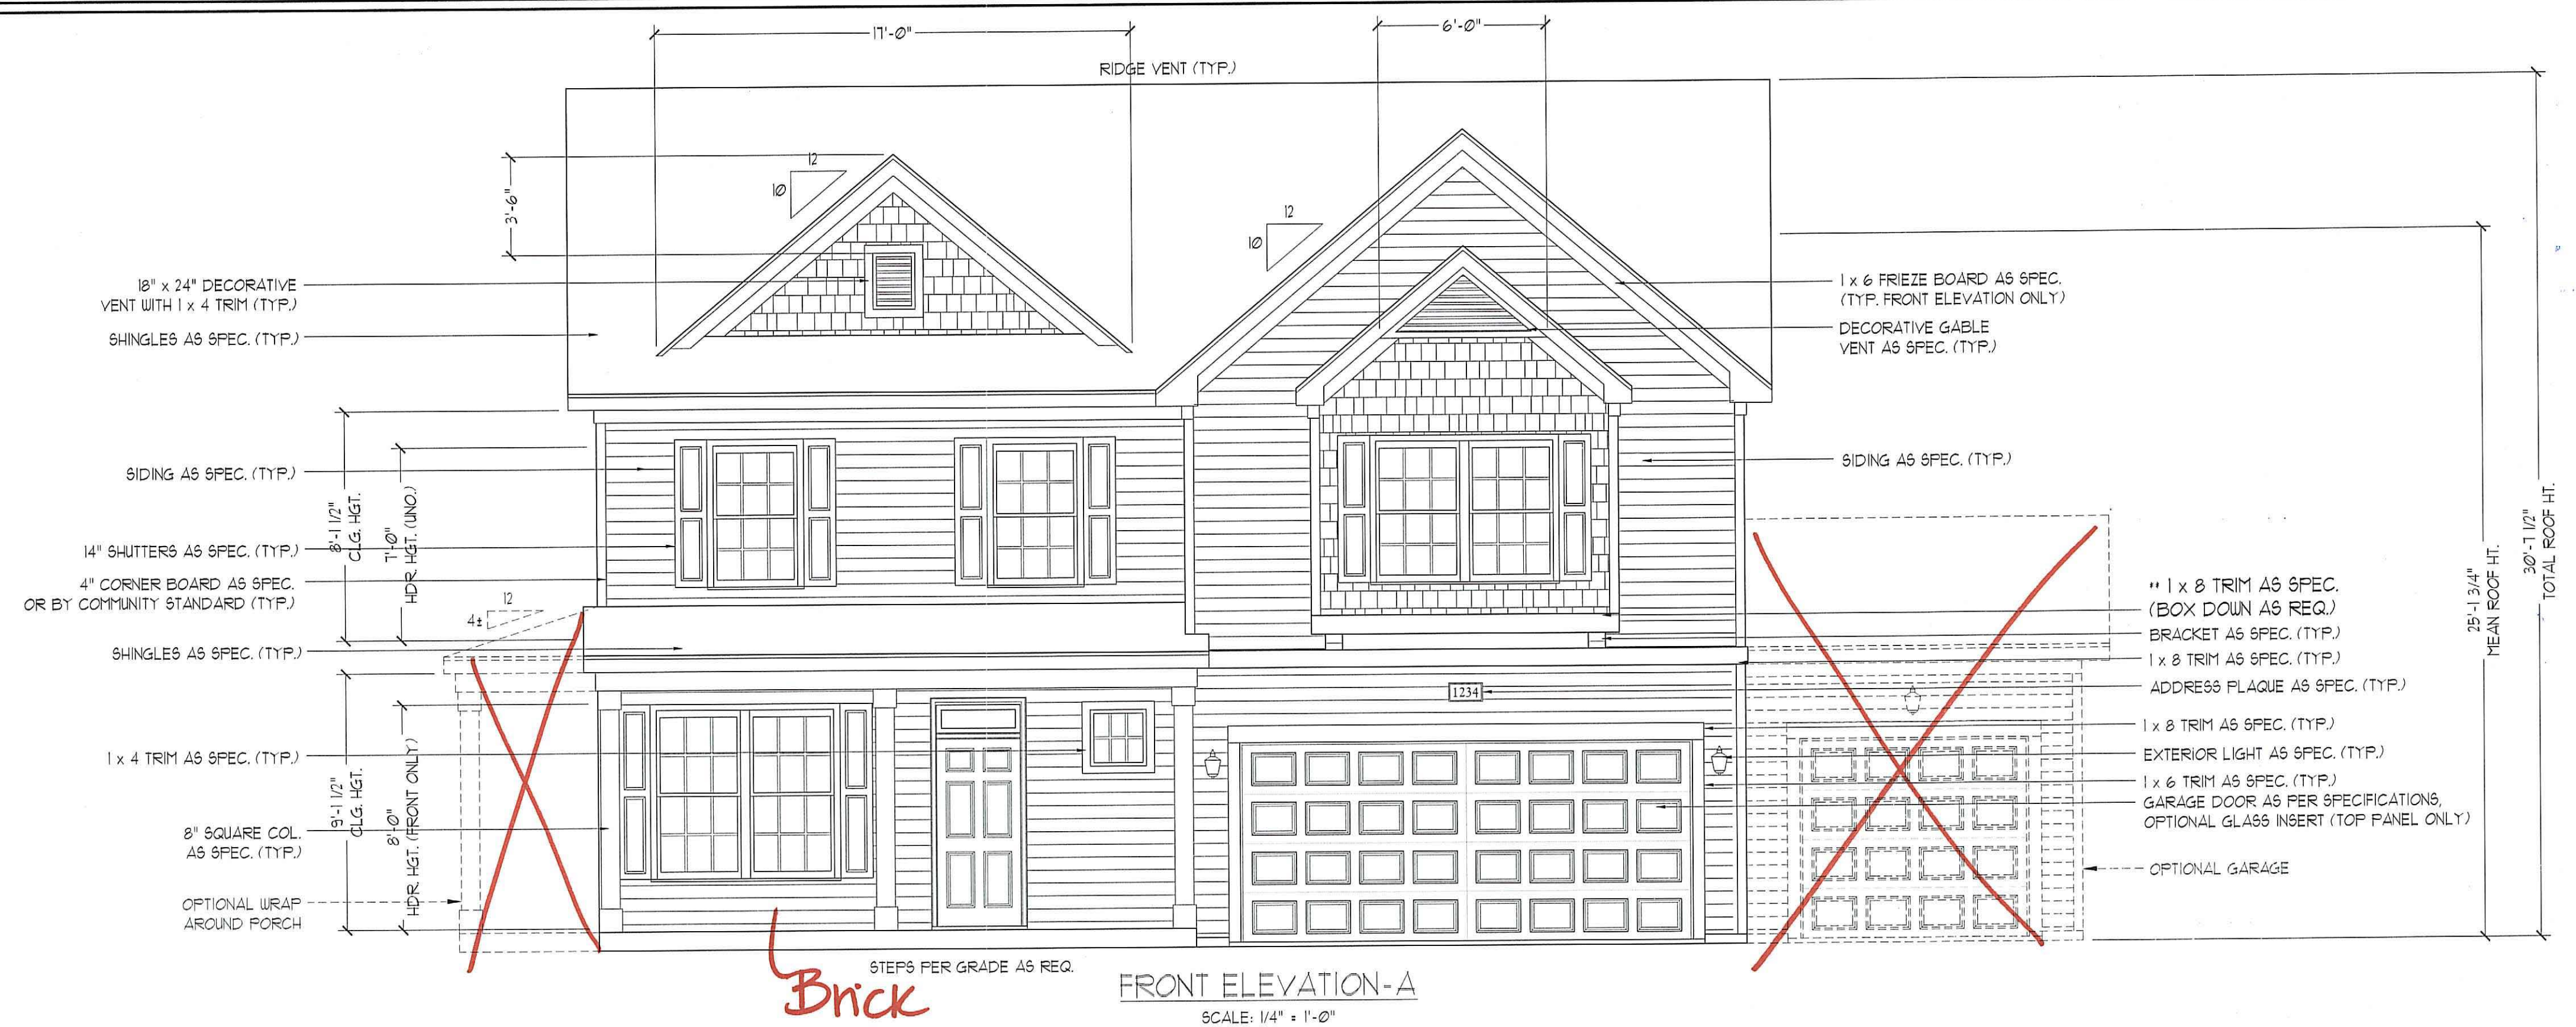 17'-0"
6'-0"
RIDGE VENT (TYP.)
12
10
3'-6"
12
10
18" x 24" DECORATIVE
VENT WITH 1 x 4 TRIM (TYP.)
SHINGLES AS SPEC. (TYP.)
SIDING AS SPEC. (TYP.)
14" SHUTTERS AS SPEC. (TYP.)
4" CORNER BOARD AS SPEC.
OR BY COMMUNITY STANDARD (TYP.)
8'-1 1/2"
CLG. HGT.
7'-0"
HDR. HGT. (UNO.)
12
4±
SHINGLES AS SPEC. (TYP.)
1 x 4 TRIM AS SPEC. (TYP.)
9'-1 1/2"
CLG. HGT.
8'-0"
HDR. HGT. (FRONT ONLY)
8" SQUARE COL.
AS SPEC. (TYP.)
OPTIONAL WRAP
AROUND PORCH
1 x 6 FRIEZE BOARD AS SPEC.
(TYP. FRONT ELEVATION ONLY)
DECORATIVE GABLE
VENT AS SPEC. (TYP.)
SIDING AS SPEC. (TYP.)
** 1 x 8 TRIM AS SPEC.
(BOX DOWN AS REQ.)
BRACKET AS SPEC. (TYP.)
1 x 8 TRIM AS SPEC. (TYP.)
1234
ADDRESS PLAQUE AS SPEC. (TYP.)
1 x 8 TRIM AS SPEC. (TYP.)
EXTERIOR LIGHT AS SPEC. (TYP.)
1 x 6 TRIM AS SPEC. (TYP.)
GARAGE DOOR AS PER SPECIFICATIONS,
OPTIONAL GLASS INSERT (TOP PANEL ONLY)
OPTIONAL GARAGE
25'-1 3/4"
MEAN ROOF HT.
30'-1 1/2"
TOTAL ROOF HT.
STEPS PER GRADE AS REQ.
Brick
FRONT ELEVATION-A
SCALE: 1/4" = 1'-0"